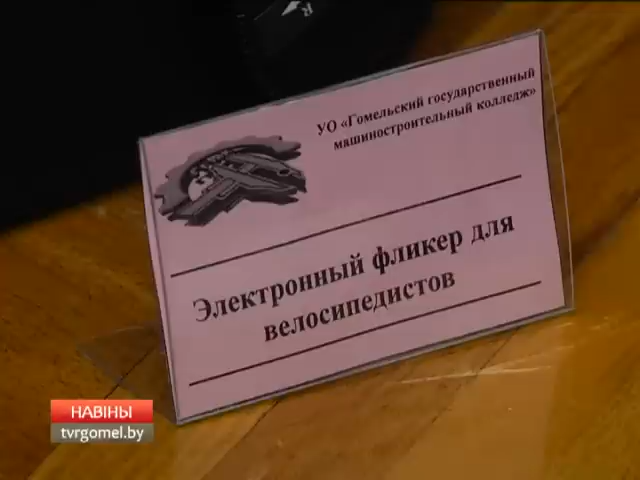 R
УО «Гомельский государственный
машиностроительный колледж»
Электронный фликер для
велосипедистов
НАВІНЫ
tvrgomel.by